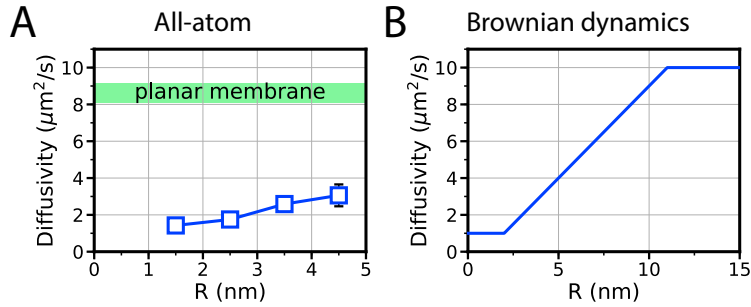 A
All-atom
Diffusivity (μm²/s)
10
8
6
4
2
0
planar membrane
0 1 2 3 4 5
R (nm)
B
Brownian dynamics
Diffusivity (μm²/s)
10
8
6
4
2
0
0 5 10 15
R (nm)